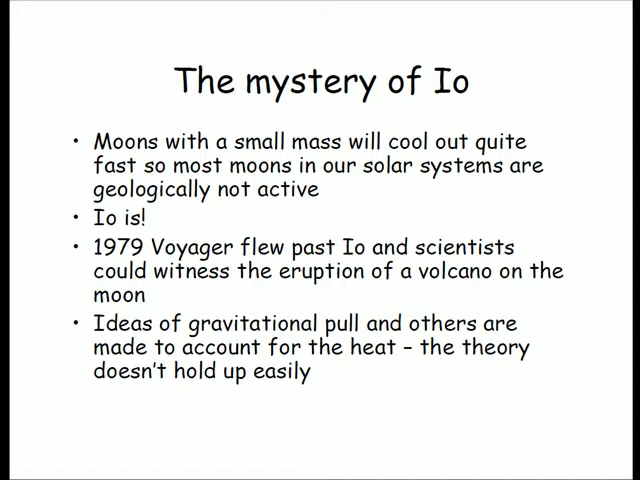 The mystery of Io
• Moons with a small mass will cool out quite
fast so most moons in our solar systems are
geologically not active
• Io is!
• 1979 Voyager flew past Io and scientists
could witness the eruption of a volcano on the
moon
• Ideas of gravitational pull and others are
made to account for the heat – the theory
doesn't hold up easily